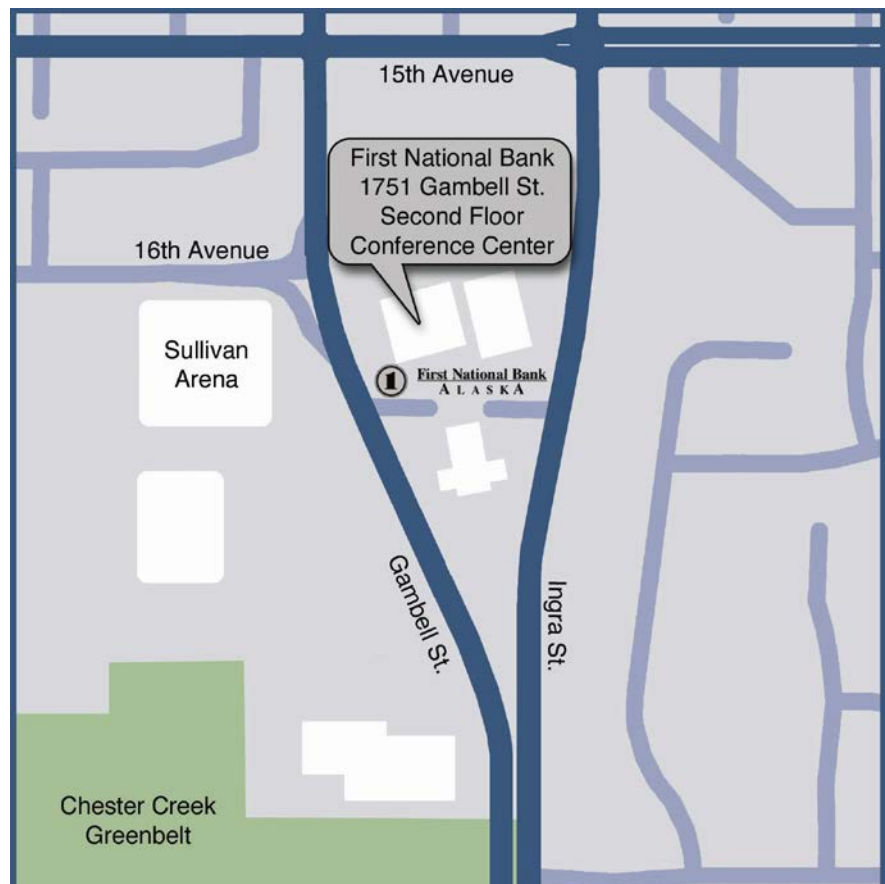 15th Avenue
First National Bank
1751 Gambell St.
Second Floor
Conference Center
16th Avenue
Sullivan
Arena
1 First National Bank
ALASKA
Gambell St.
Ingra St.
Chester Creek
Greenbelt